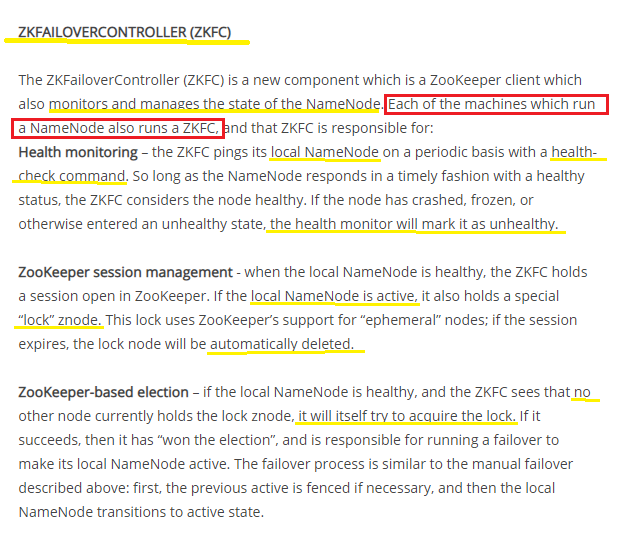 ZKFAILOVERCONTROLLER (ZKFC)
The ZKFailoverController (ZKFC) is a new component which is a ZooKeeper client which
also monitors and manages the state of the NameNode. Each of the machines which run
a NameNode also runs a ZKFC, and that ZKFC is responsible for:
Health monitoring – the ZKFC pings its local NameNode on a periodic basis with a health-
check command. So long as the NameNode responds in a timely fashion with a healthy
status, the ZKFC considers the node healthy. If the node has crashed, frozen, or
otherwise entered an unhealthy state, the health monitor will mark it as unhealthy.
ZooKeeper session management - when the local NameNode is healthy, the ZKFC holds
a session open in ZooKeeper. If the local NameNode is active, it also holds a special
“lock” znode. This lock uses ZooKeeper’s support for “ephemeral” nodes; if the session
expires, the lock node will be automatically deleted.
ZooKeeper-based election – if the local NameNode is healthy, and the ZKFC sees that no
other node currently holds the lock znode, it will itself try to acquire the lock. If it
succeeds, then it has “won the election”, and is responsible for running a failover to
make its local NameNode active. The failover process is similar to the manual failover
described above: first, the previous active is fenced if necessary, and then the local
NameNode transitions to active state.